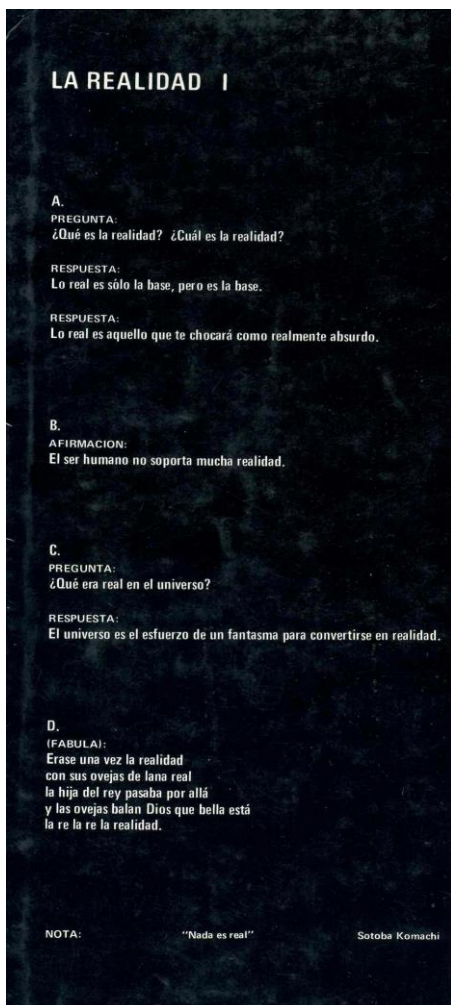 LA REALIDAD I
A.
PREGUNTA:
¿Qué es la realidad? ¿Cuál es la realidad?
RESPUESTA:
Lo real es sólo la base, pero es la base.
RESPUESTA:
Lo real es aquello que te chocará como realmente absurdo.
B.
AFIRMACION:
El ser humano no soporta mucha realidad.
C.
PREGUNTA:
¿Qué era real en el universo?
RESPUESTA:
El universo es el esfuerzo de un fantasma para convertirse en realidad.
D.
(FABULA):
Erase una vez la realidad
con sus ovejas de lana real
la hija del rey pasaba por allá
y las ovejas balan Dios que bella está
la re la re la realidad.
NOTA: "Nada es real" Sotoba Komachi